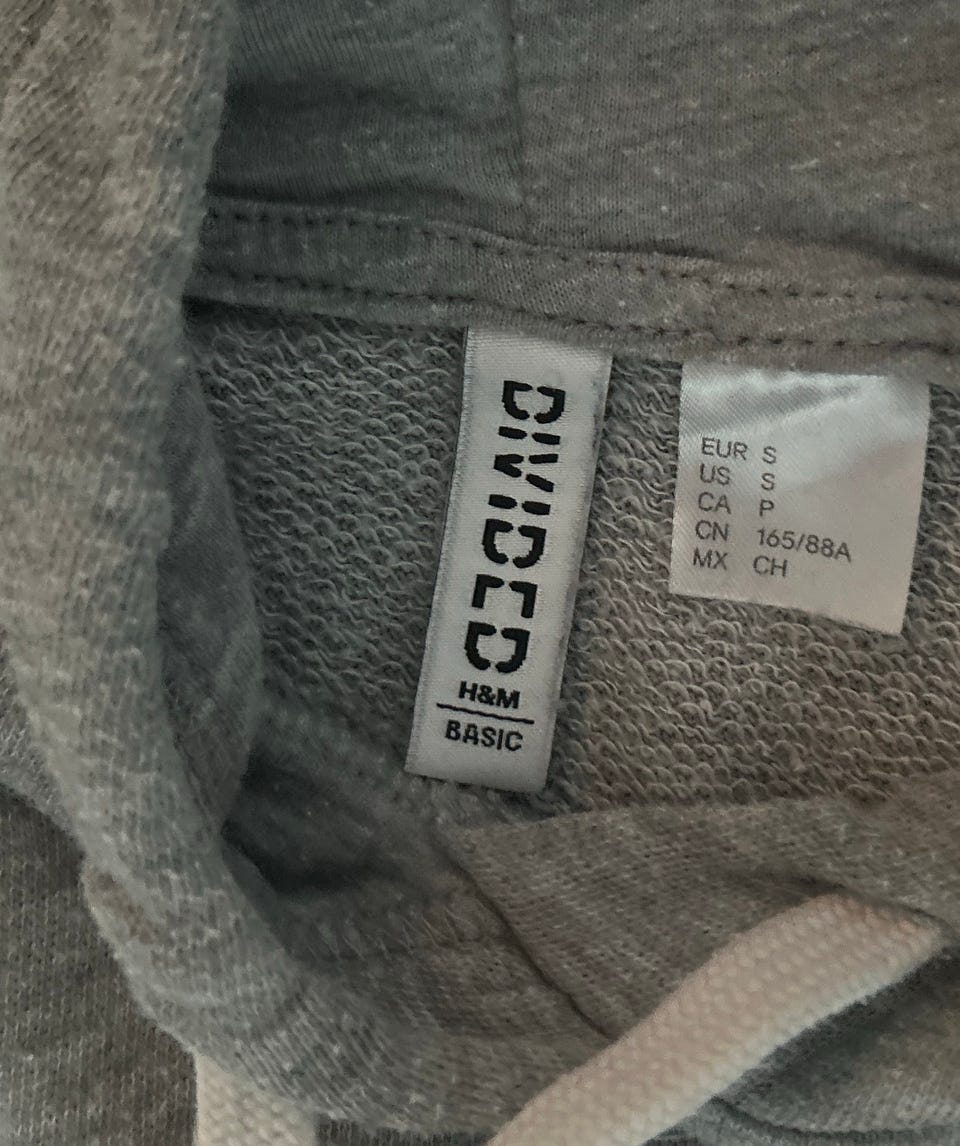 DIVIDED
H&M
BASIC
EUR S
US S
CA P
CN 165/88A
MX CH